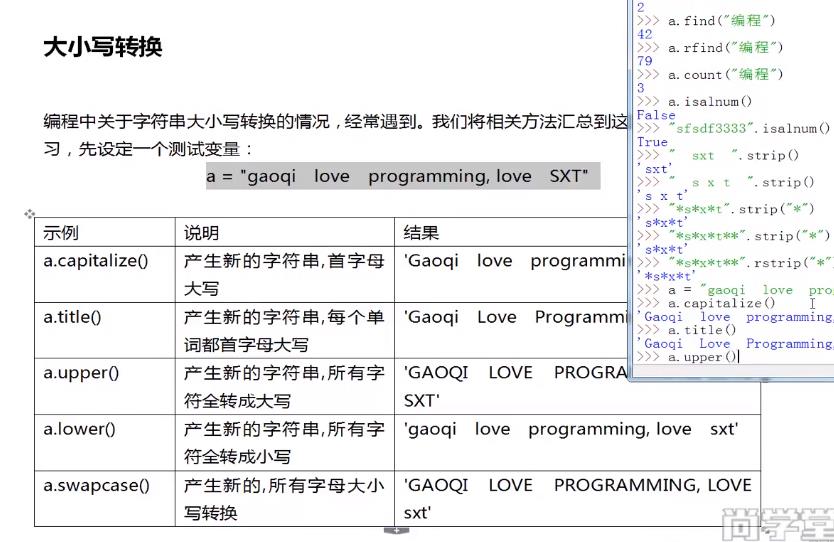 大小写转换
编程中关于字符串大小写转换的情况，经常遇到。我们将相关方法汇总到这
习，先设定一个测试变量：
a = "gaoqi love programming, love SXT"
示例 说明 结果
a.capitalize() 产生新的字符串,首字母 'Gaoqi love programmin
大写
a.title() 产生新的字符串,每个单 'Gaoqi Love Programmi
词都首字母大写
a.upper() 产生新的字符串,所有字 'GAOQI LOVE PROGRA
符全转成大写 SXT'
a.lower() 产生新的字符串,所有字 'gaoqi love programming, love sxt'
符全转成小写
a.swapcase() 产生新的,所有字母大小 'GAOQI LOVE PROGRAMMING, LOVE
写转换 sxt'
2
>>> a.find("编程")
42
>>> a.rfind("编程")
79
>>> a.count("编程")
3
>>> a.isalnum()
False
>>> "sfsdf3333".isalnum()
True
>>> "  sxt  ".strip()
'sxt'
>>> "  s x t  ".strip()
's x t'
>>> "*s*x*t".strip("*")
's*x*t'
>>> "*s*x*t**".strip("*")
's*x*t'
>>> "*s*x*t**".rstrip("*"
'*s*x*t'
>>> a = "gaoqi love pro
>>> a.capitalize()
'Gaoqi love programming,
>>> a.title()
'Gaoqi Love Programming,
>>> a.upper()
尚学堂